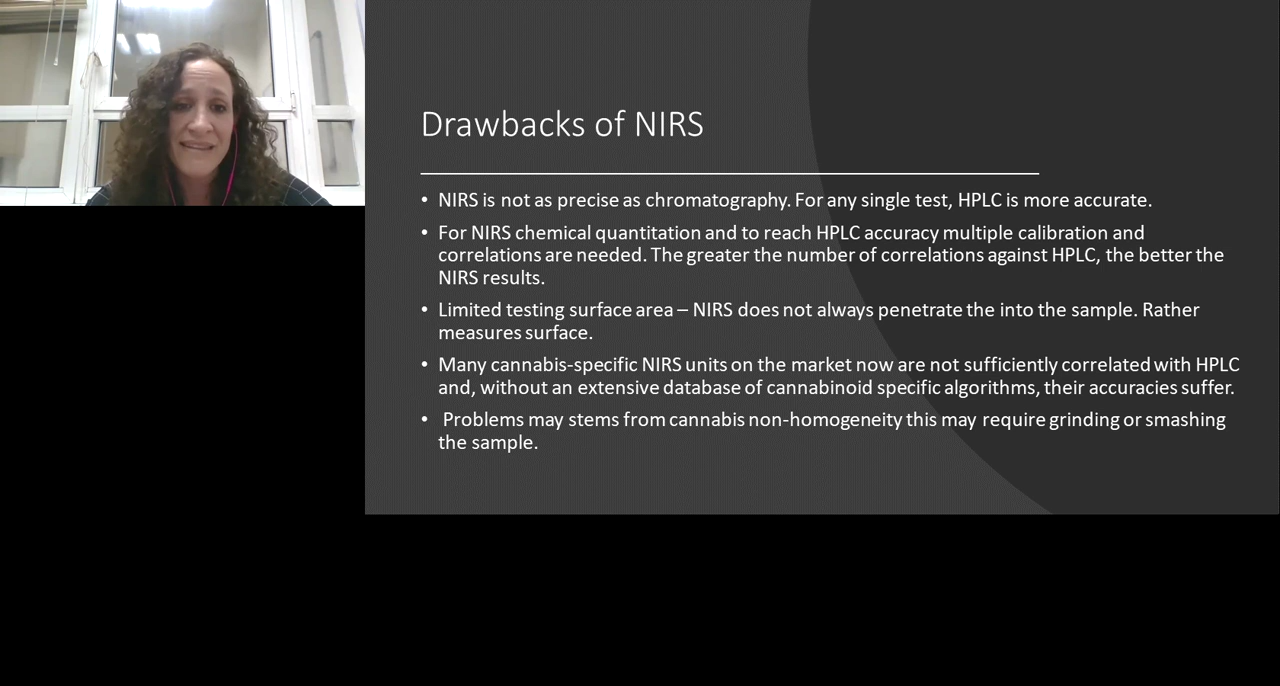 Drawbacks of NIRS
• NIRS is not as precise as chromatography. For any single test, HPLC is more accurate.
• For NIRS chemical quantitation and to reach HPLC accuracy multiple calibration and
correlations are needed. The greater the number of correlations against HPLC, the better the
NIRS results.
• Limited testing surface area – NIRS does not always penetrate the into the sample. Rather
measures surface.
• Many cannabis-specific NIRS units on the market now are not sufficiently correlated with HPLC
and, without an extensive database of cannabinoid specific algorithms, their accuracies suffer.
• Problems may stems from cannabis non-homogeneity this may require grinding or smashing
the sample.